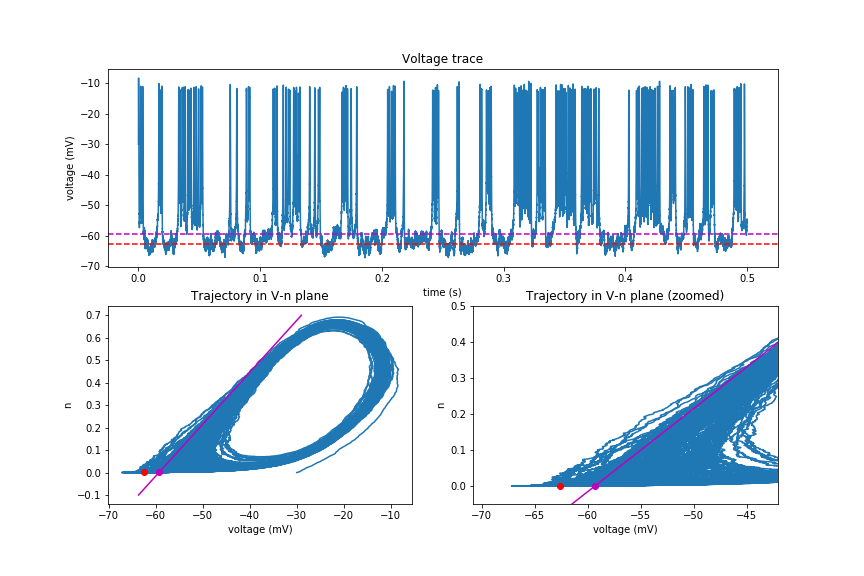 Voltage trace
voltage (mV)
−10
−20
−30
−40
−50
−60
−70
0.0 0.1 0.2 0.3 0.4 0.5
time (s)
Trajectory in V-n plane
n
0.7
0.6
0.5
0.4
0.3
0.2
0.1
0.0
−0.1
−70 −60 −50 −40 −30 −20 −10
voltage (mV)
Trajectory in V-n plane (zoomed)
n
0.5
0.4
0.3
0.2
0.1
0.0
−70 −65 −60 −55 −50 −45
voltage (mV)